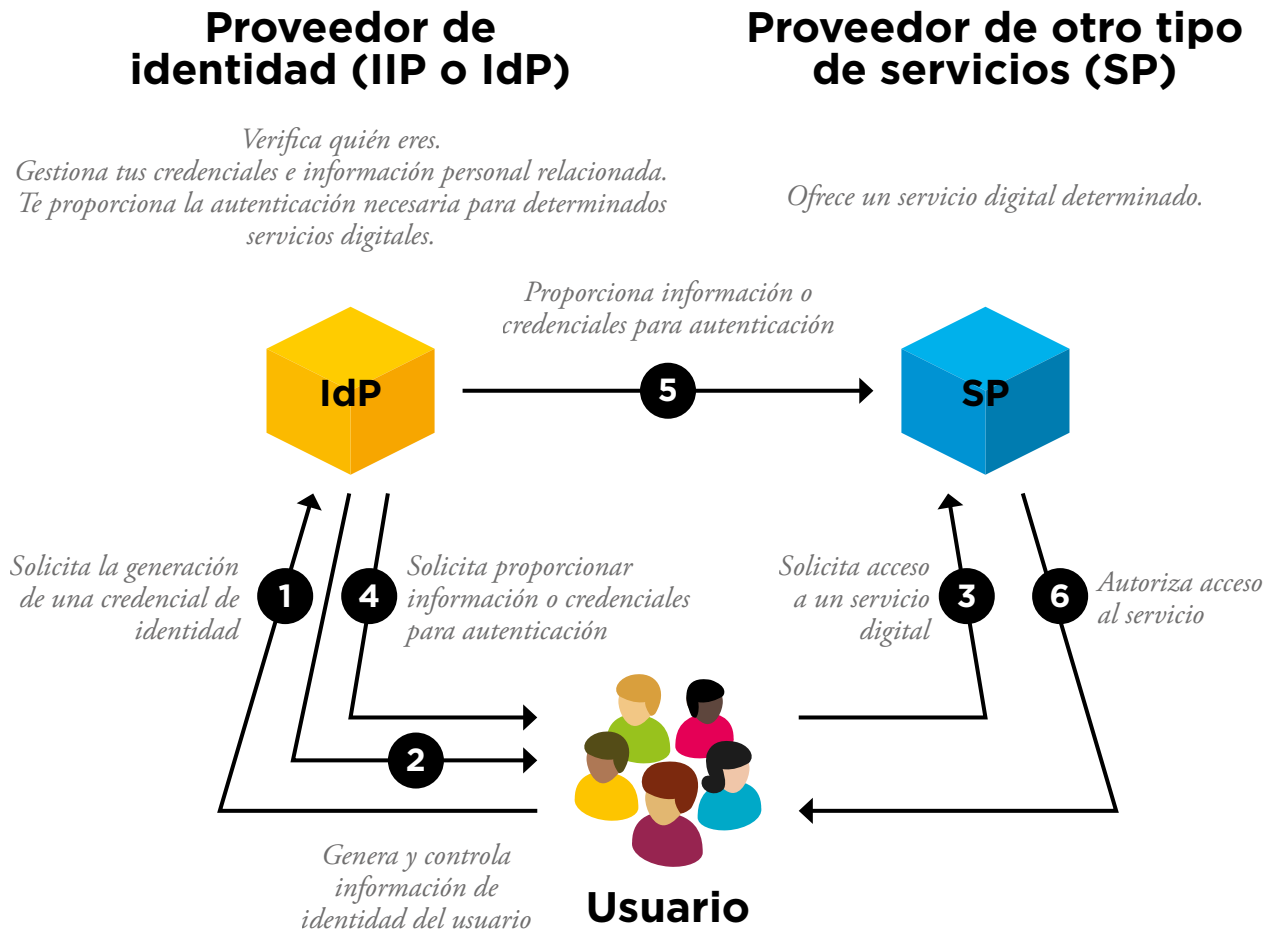 Proveedor de
identidad (IIP o IdP)
Proveedor de otro tipo
de servicios (SP)
Verifica quién eres.
Gestiona tus credenciales e información personal relacionada.
Te proporciona la autenticación necesaria para determinados
servicios digitales.
Ofrece un servicio digital determinado.
Proporciona información o
credenciales para autenticación
IdP
5
SP
Solicita la generación
de una credencial de
identidad
1
4
Solicita proporcionar
información o credenciales
para autenticación
Solicita acceso
a un servicio
digital
3
6
Autoriza acceso
al servicio
2
Genera y controla
información de
identidad del usuario
Usuario